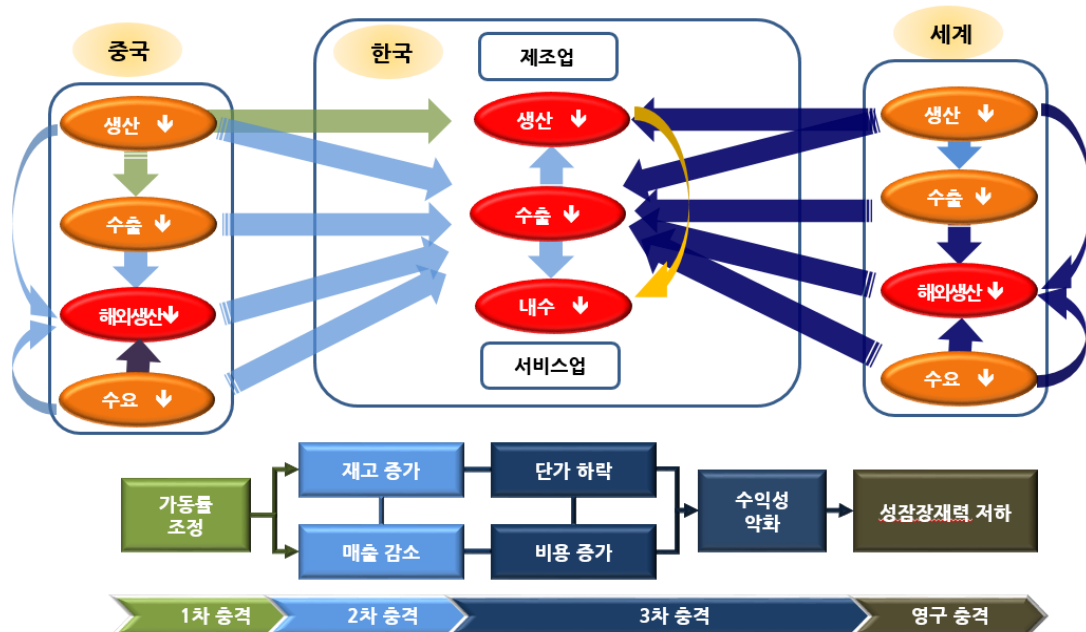 중국
생산 ↓
수출 ↓
해외생산↓
수요 ↓
한국
제조업
생산 ↓
수출 ↓
내수 ↓
서비스업
세계
생산 ↓
수출 ↓
해외생산 ↓
수요 ↓
가동률
조정
재고 증가
매출 감소
단가 하락
비용 증가
수익성
악화
성잠장재력 저하
1차 충격
2차 충격
3차 충격
영구 충격